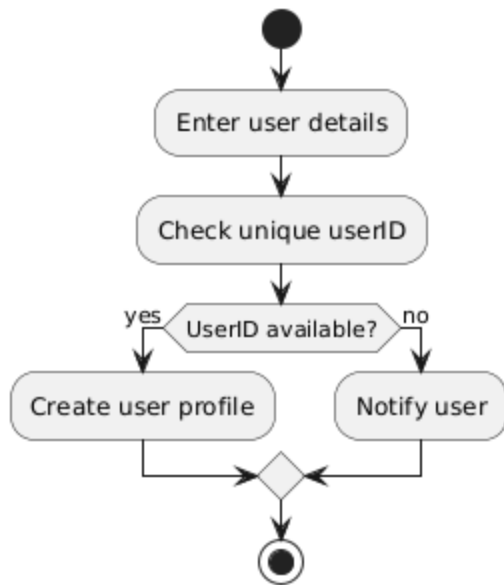 Enter user details
Check unique userID
yes
UserID available?
no
Create user profile
Notify user